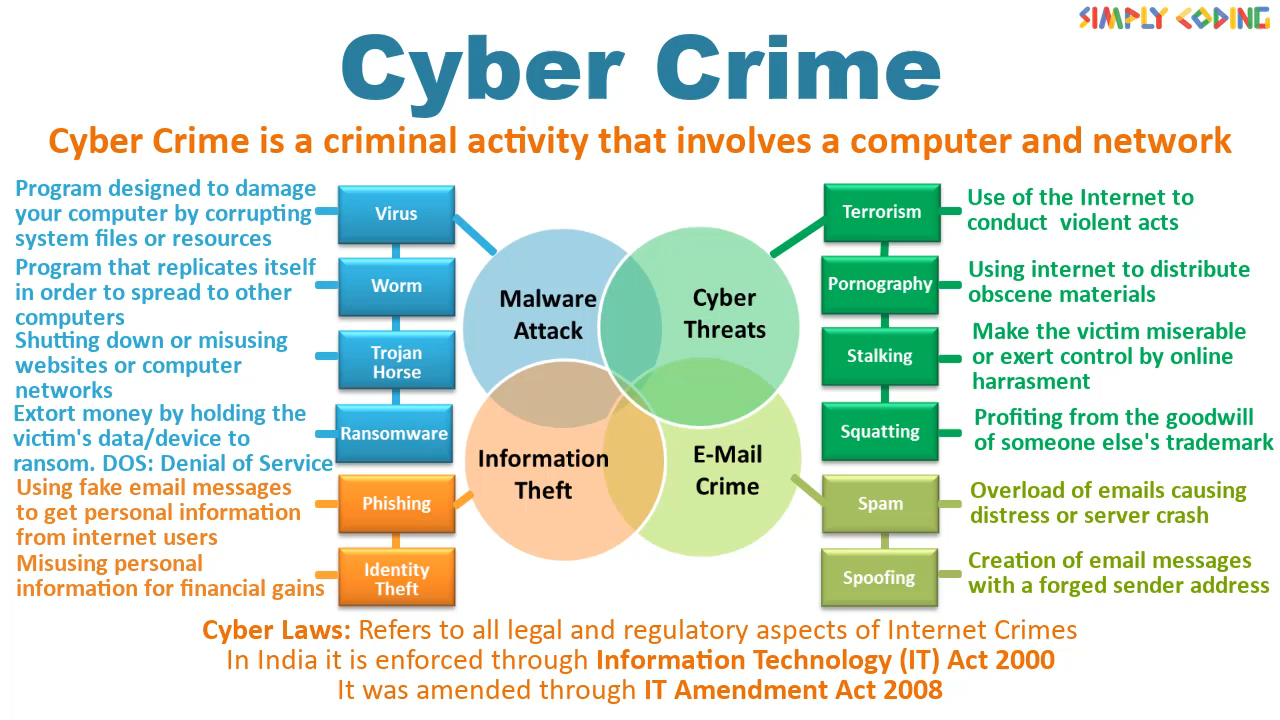 SIMPLY CODING
Cyber Crime
Cyber Crime is a criminal activity that involves a computer and network
Program designed to damage
your computer by corrupting
system files or resources
Virus
Program that replicates itself
in order to spread to other
computers
Worm
Shutting down or misusing
websites or computer
networks
Trojan
Horse
Extort money by holding the
victim's data/device to
ransom. DOS: Denial of Service
Ransomware
Using fake email messages
to get personal information
from internet users
Phishing
Misusing personal
information for financial gains
Identity
Theft
Malware
Attack
Cyber
Threats
Information
Theft
E-Mail
Crime
Terrorism
Use of the Internet to
conduct violent acts
Pornography
Using internet to distribute
obscene materials
Stalking
Make the victim miserable
or exert control by online
harrasment
Squatting
Profiting from the goodwill
of someone else's trademark
Spam
Overload of emails causing
distress or server crash
Spoofing
Creation of email messages
with a forged sender address
Cyber Laws: Refers to all legal and regulatory aspects of Internet Crimes
In India it is enforced through Information Technology (IT) Act 2000
It was amended through IT Amendment Act 2008